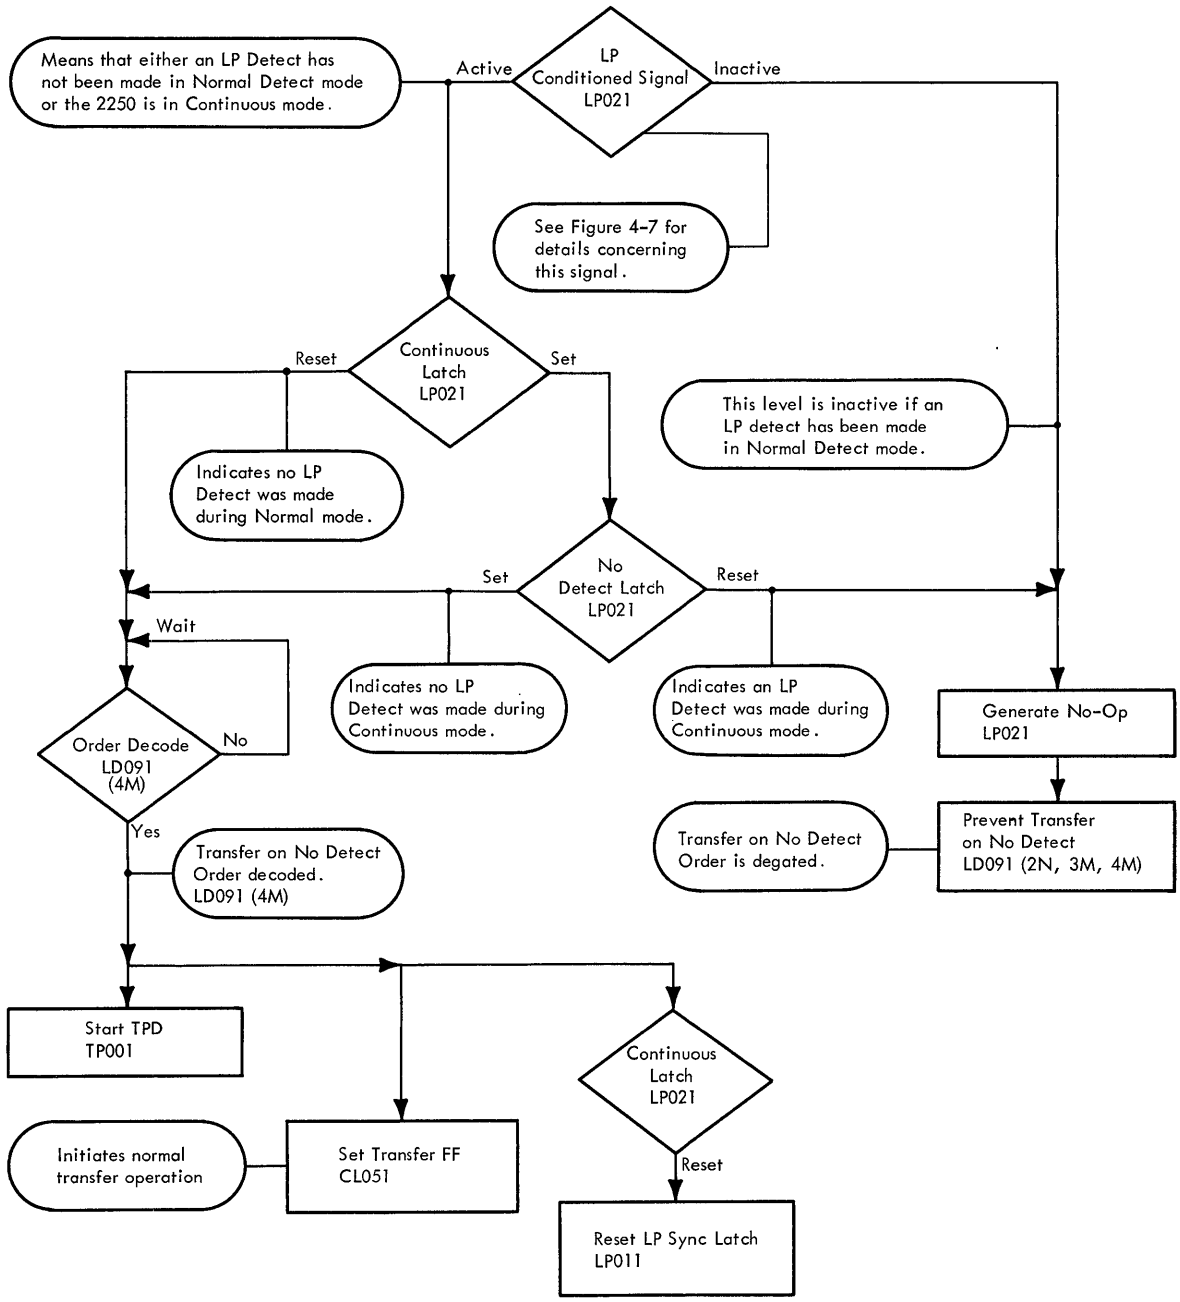 Means that either an LP Detect has
not been made in Normal Detect mode
or the 2250 is in Continuous mode.
Active
LP
Conditioned Signal
LP021
Inactive
See Figure 4-7 for
details concerning
this signal.
Reset
Continuous
Latch
LP021
Set
This level is inactive if an
LP detect has been made
in Normal Detect mode.
Indicates no LP
Detect was made
during Normal mode.
Set
No
Detect Latch
LP021
Reset
Wait
Indicates no LP
Detect was made during
Continuous mode.
Indicates an LP
Detect was made during
Continuous mode.
Generate No-Op
LP021
Order Decode
LD091
(4M)
No
Yes
Transfer on No Detect
Order decoded.
LD091 (4M)
Transfer on No Detect
Order is degated.
Prevent Transfer
on No Detect
LD091 (2N, 3M, 4M)
Start TPD
TP001
Continuous
Latch
LP021
Initiates normal
transfer operation
Set Transfer FF
CL051
Reset
Reset LP Sync Latch
LP011